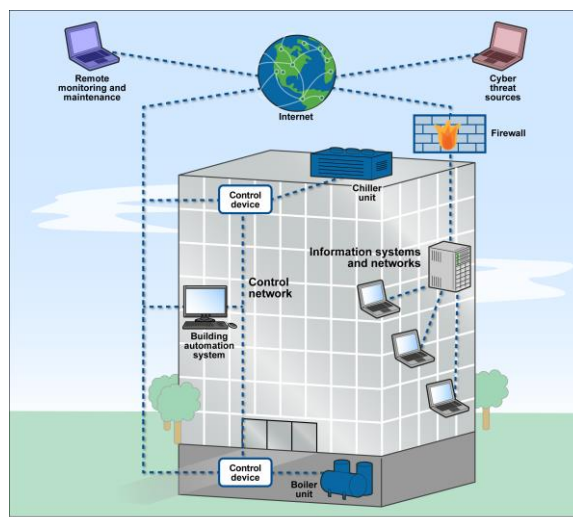 Remote
monitoring and
maintenance
Internet
Cyber
threat
sources
Firewall
Control
device
Chiller
unit
Information systems
and networks
Control
network
Building
automation
system
Control
device
Boiler
unit